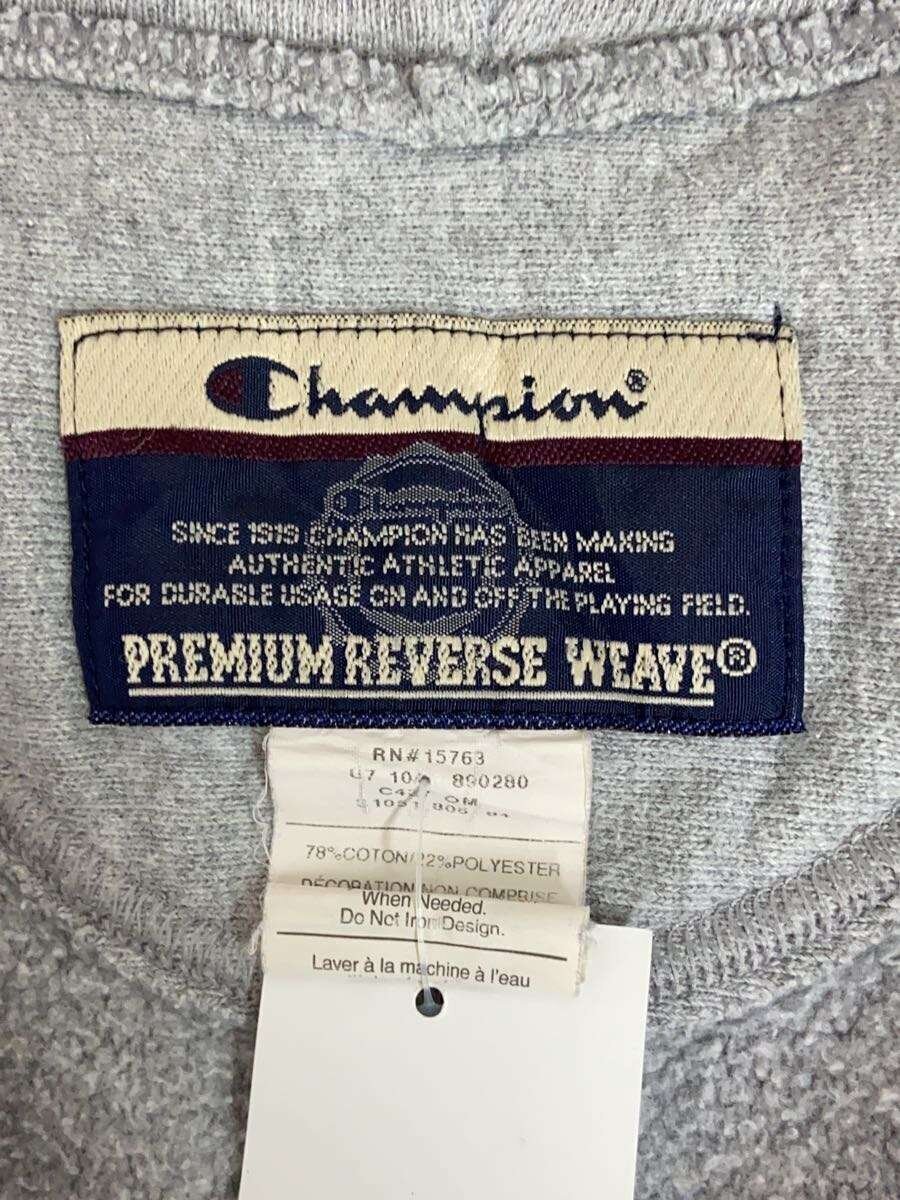 Champion®
SINCE 1919 CHAMPION HAS BEEN MAKING
AUTHENTIC ATHLETIC APPAREL
FOR DURABLE USAGE ON AND OFF THE PLAYING FIELD.
PREMIUM REVERSE WEAVE®
RN#15763
890280
78%COTON/22%POLYESTER
DÉCORATION NON COMPRISE
When Needed.
Do Not Iron Design.
Laver à la machine à l'eau